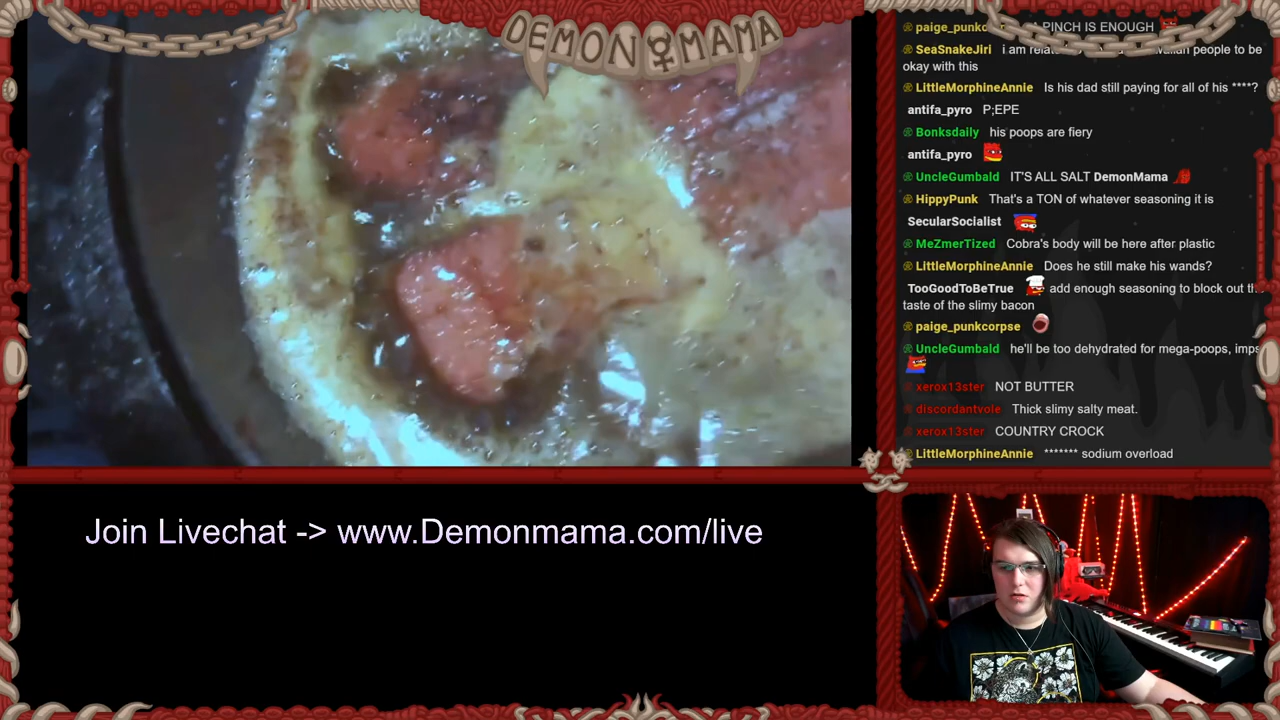 DEMON MAMA
paige_punkc PINCH IS ENOUGH
SeaSnakeJiri i am people to be
okay with this
LittleMorphineAnnie Is his dad still paying for all of his ****?
antifa_pyro P;EPE
Bonksdaily his poops are fiery
antifa_pyro
UncleGumbald IT'S ALL SALT DemonMama
HippyPunk That's a TON of whatever seasoning it is
SecularSocialist
MeZmerTized Cobra's body will be here after plastic
LittleMorphineAnnie Does he still make his wands?
TooGoodToBeTrue add enough seasoning to block out
taste of the slimy bacon
paige_punkcorpse
UncleGumbald he'll be too dehydrated for mega-poops, imps
xerox13ster NOT BUTTER
discordantvole Thick slimy salty meat.
xerox13ster COUNTRY CROCK
LittleMorphineAnnie ******* sodium overload
Join Livechat -> www.Demonmama.com/live